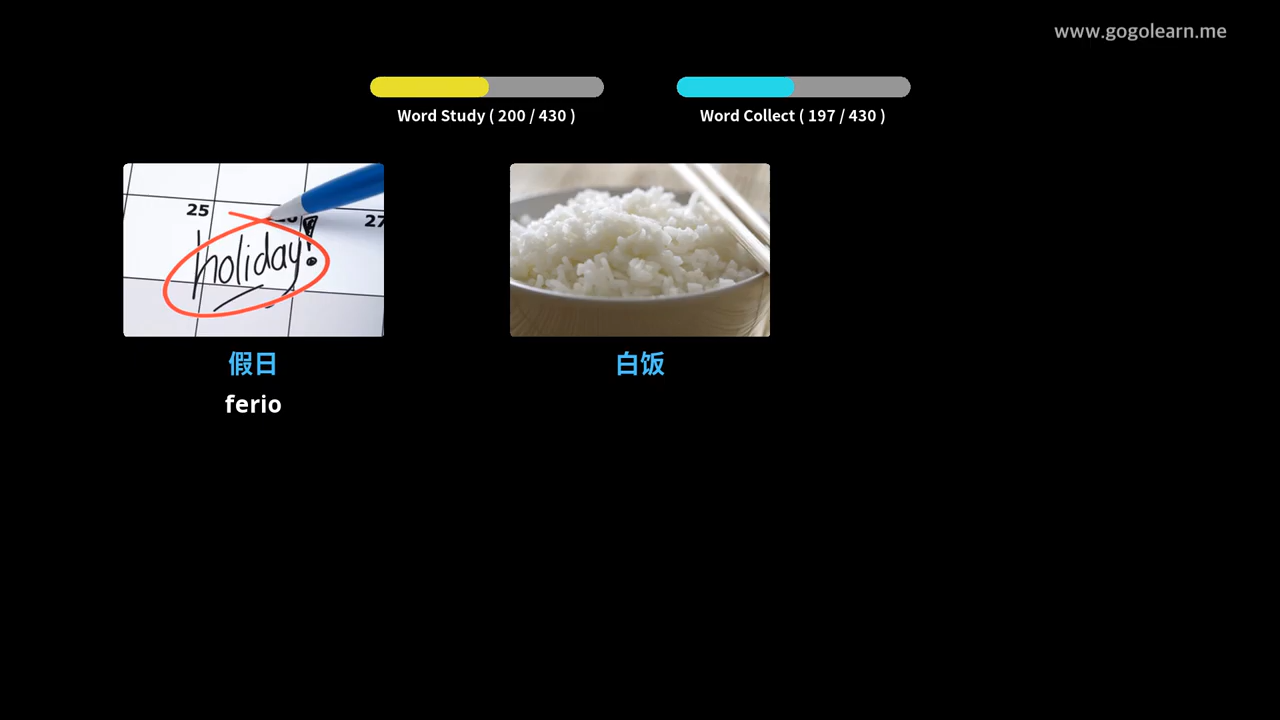 www.gogolearn.me
Word Study ( 200 / 430 )
Word Collect ( 197 / 430 )
25
27
holiday!
假日
白饭
ferio